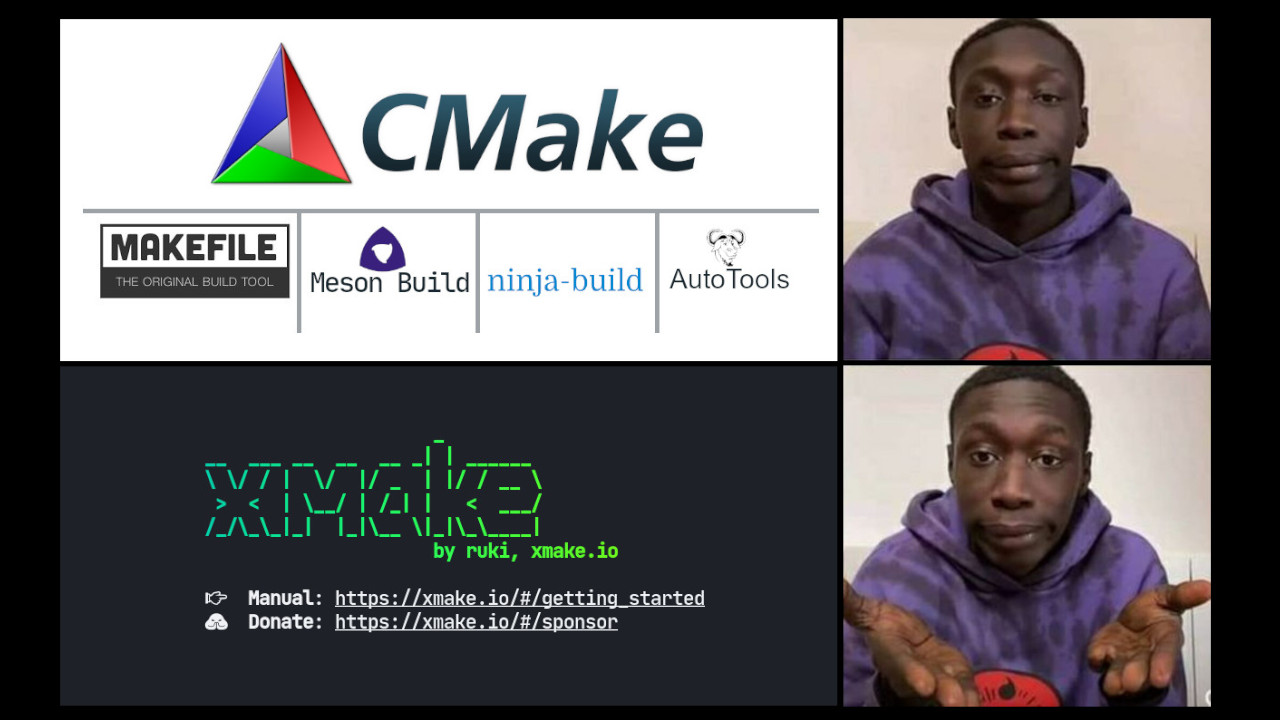 CMake
MAKEFILE
THE ORIGINAL BUILD TOOL
Meson Build
ninja-build
AutoTools
xmake
by ruki, xmake.io
Manual: https://xmake.io/#/getting_started
Donate: https://xmake.io/#/sponsor